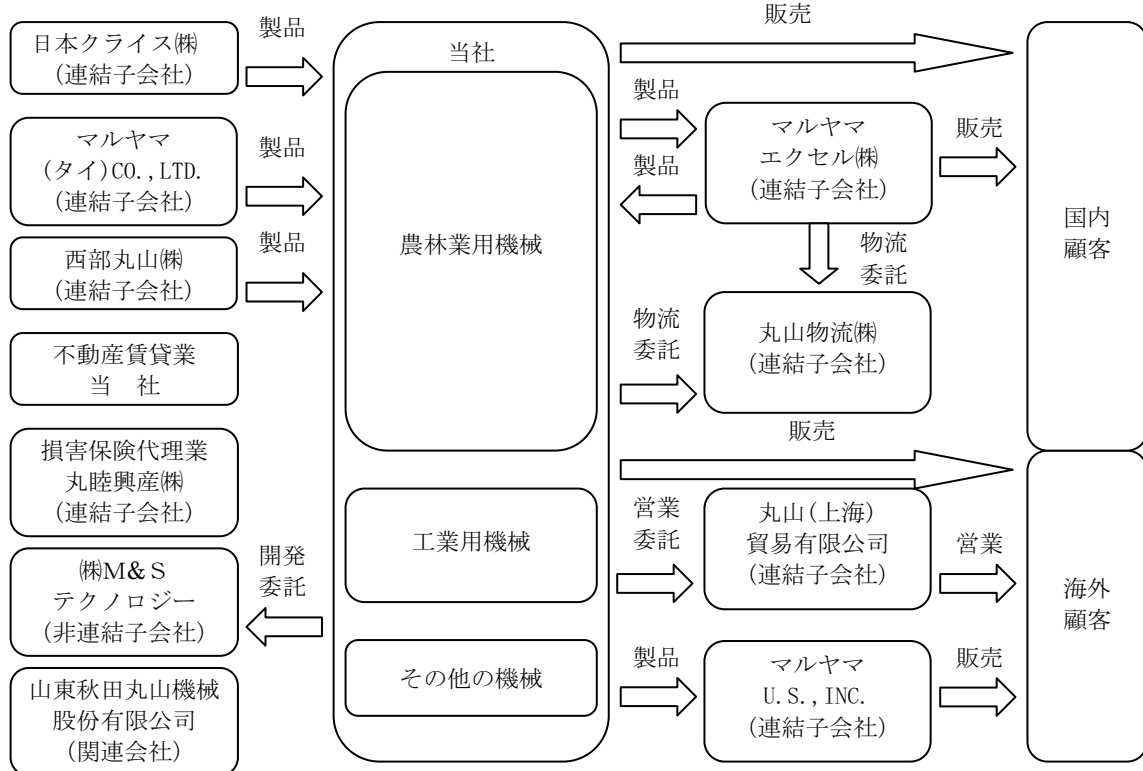 日本クライス㈱
(連結子会社)
製品
マルヤマ
(タイ)CO.,LTD.
(連結子会社)
製品
西部丸山㈱
(連結子会社)
製品
不動産賃貸業
当　社
損害保険代理業
丸睦興産㈱
(連結子会社)
㈱M&S
テクノロジー
(非連結子会社)
開発
委託
山東秋田丸山機械
股份有限公司
(関連会社)
当社
農林業用機械
工業用機械
その他の機械
販売
製品
製品
マルヤマ
エクセル㈱
(連結子会社)
販売
物流
委託
物流
委託
丸山物流㈱
(連結子会社)
販売
営業
委託
丸山(上海)
貿易有限公司
(連結子会社)
営業
製品
マルヤマ
U.S.,INC.
(連結子会社)
販売
国内
顧客
海外
顧客